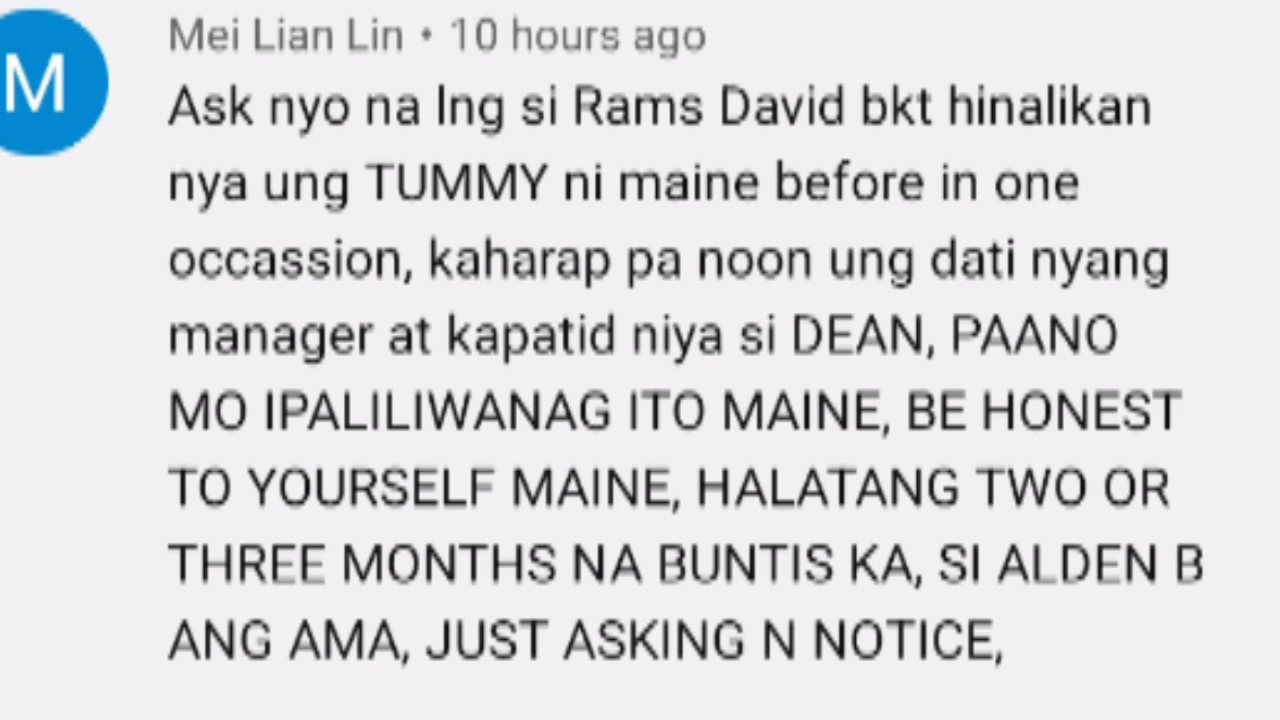 M
Mei Lian Lin • 10 hours ago
Ask nyo na lng si Rams David bkt hinalikan
nya ung TUMMY ni maine before in one
occassion, kaharap pa noon ung dati nyang
manager at kapatid niya si DEAN, PAANO
MO IPALILIWANAG ITO MAINE, BE HONEST
TO YOURSELF MAINE, HALATANG TWO OR
THREE MONTHS NA BUNTIS KA, SI ALDEN B
ANG AMA, JUST ASKING N NOTICE,